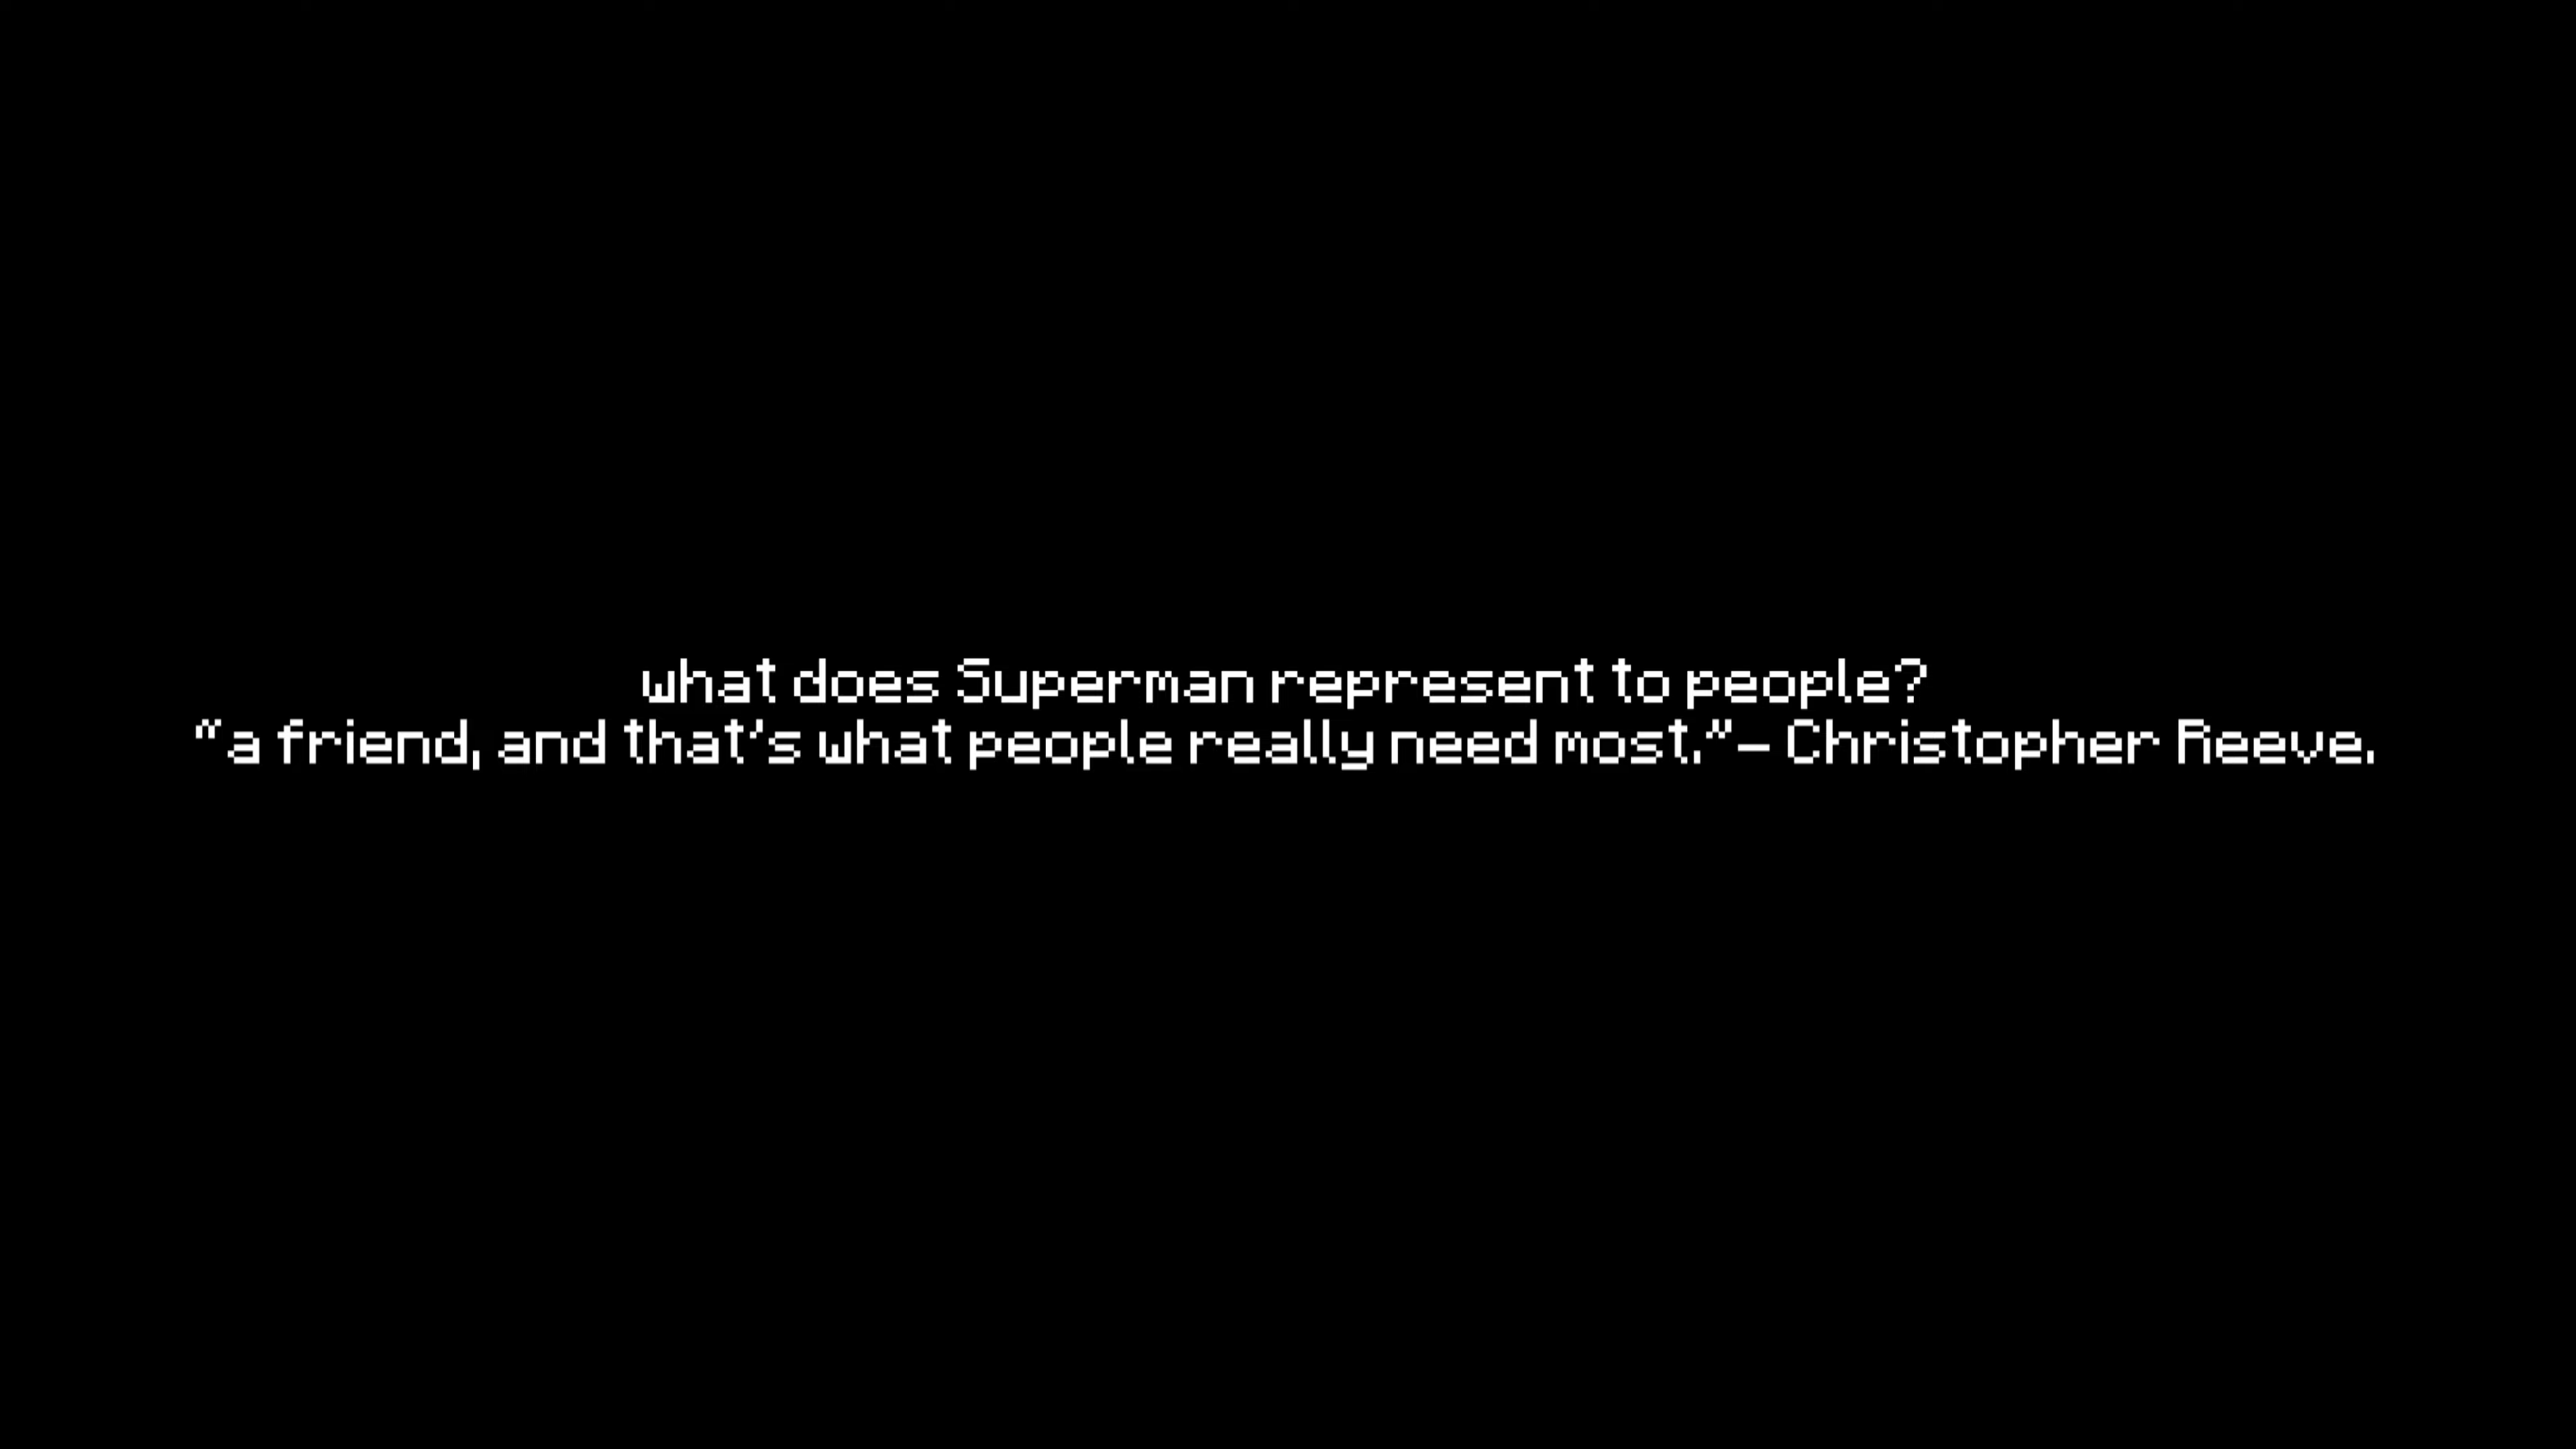 what does Superman represent to people?
"a friend, and that's what people really need most."– Christopher Reeve.